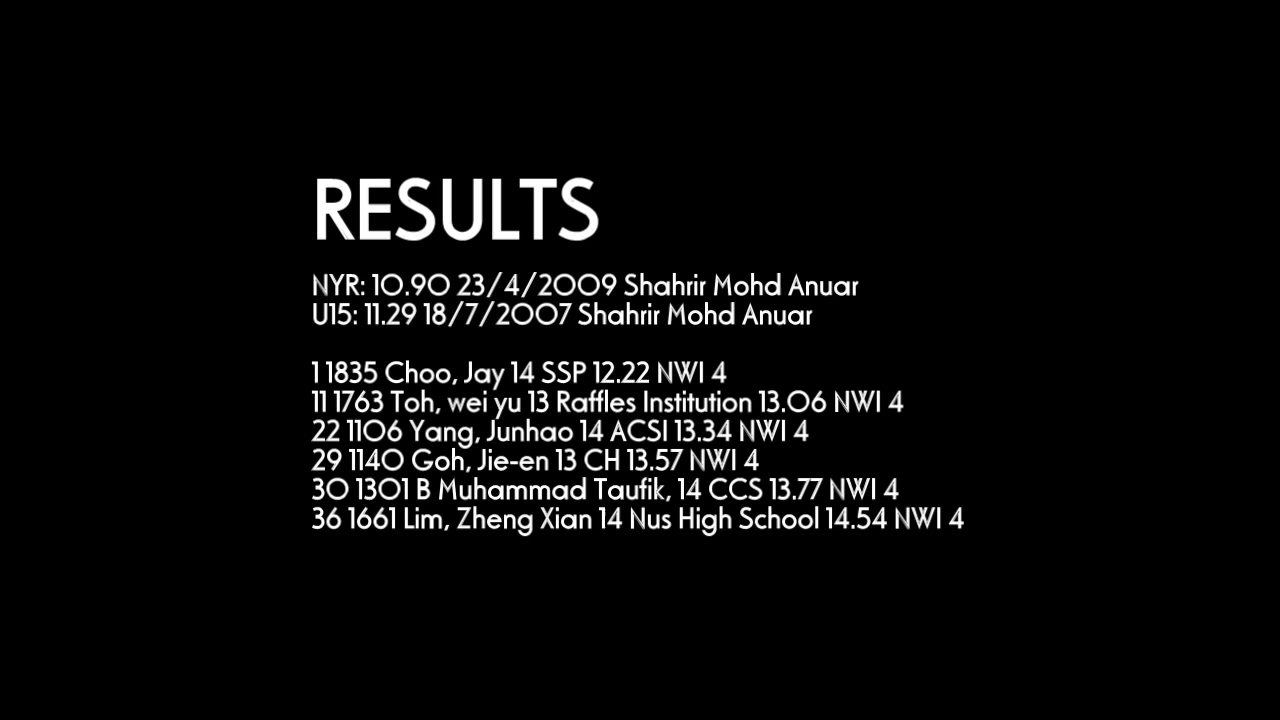 RESULTS
NYR: 10.90 23/4/2009 Shahrir Mohd Anuar
U15: 11.29 18/7/2007 Shahrir Mohd Anuar
1 1835 Choo, Jay 14 SSP 12.22 NWI 4
11 1763 Toh, wei yu 13 Raffles Institution 13.06 NWI 4
22 1106 Yang, Junhao 14 ACSI 13.34 NWI 4
29 1140 Goh, Jie-en 13 CH 13.57 NWI 4
30 1301 B Muhammad Taufik, 14 CCS 13.77 NWI 4
36 1661 Lim, Zheng Xian 14 Nus High School 14.54 NWI 4